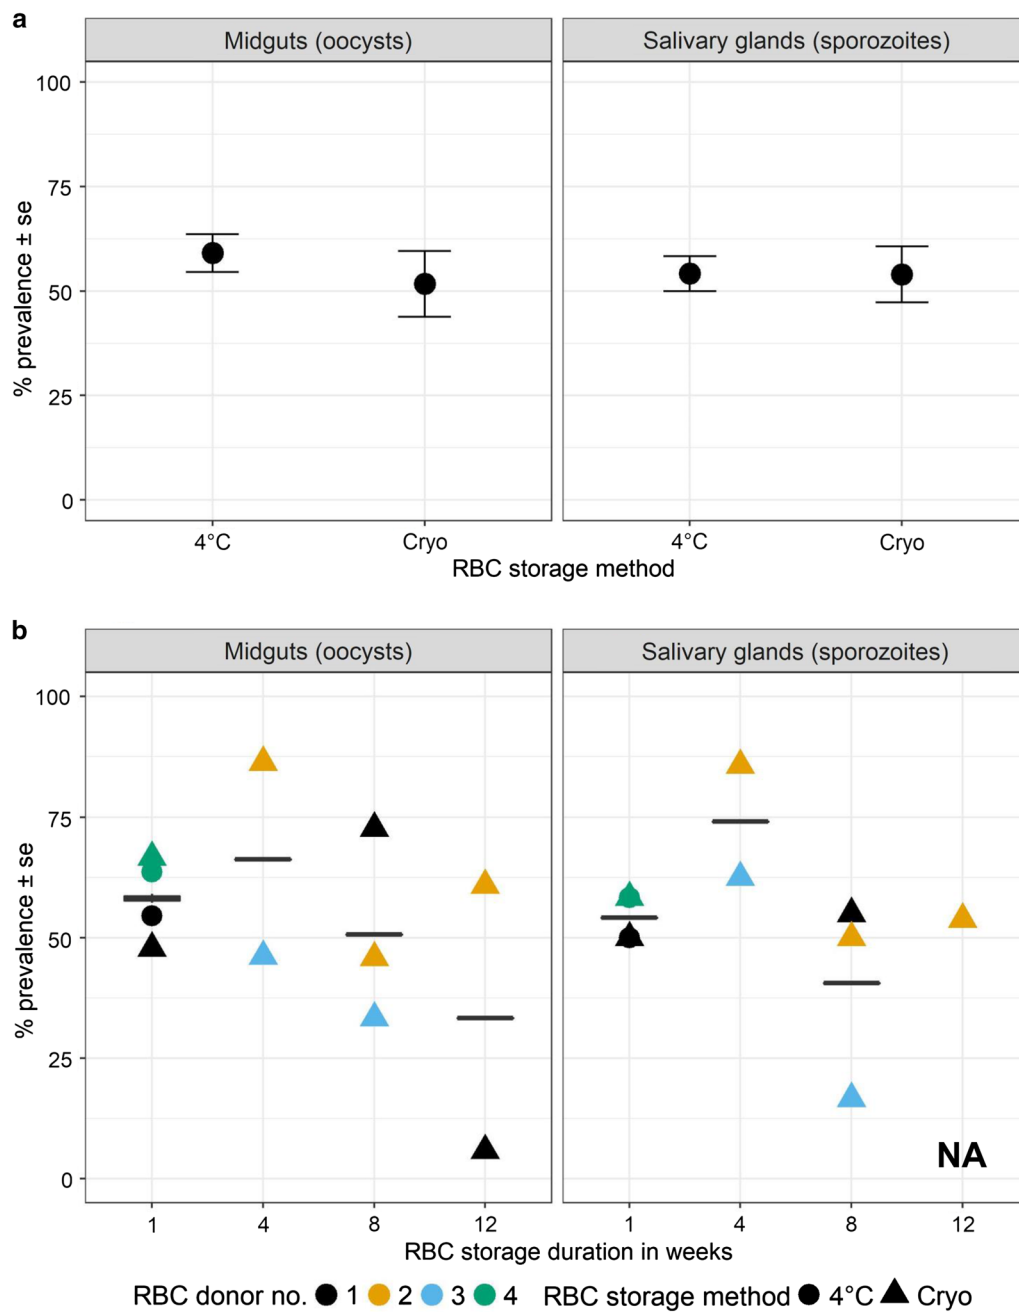 a
Midguts (oocysts) Salivary glands (sporozoites)
100
75
50
25
0
% prevalence ± se
4°C Cryo 4°C Cryo
RBC storage method
b
Midguts (oocysts) Salivary glands (sporozoites)
100
75
50
25
0
% prevalence ± se
NA
1 4 8 12 1 4 8 12
RBC storage duration in weeks
RBC donor no. 1 2 3 4 RBC storage method 4°C Cryo